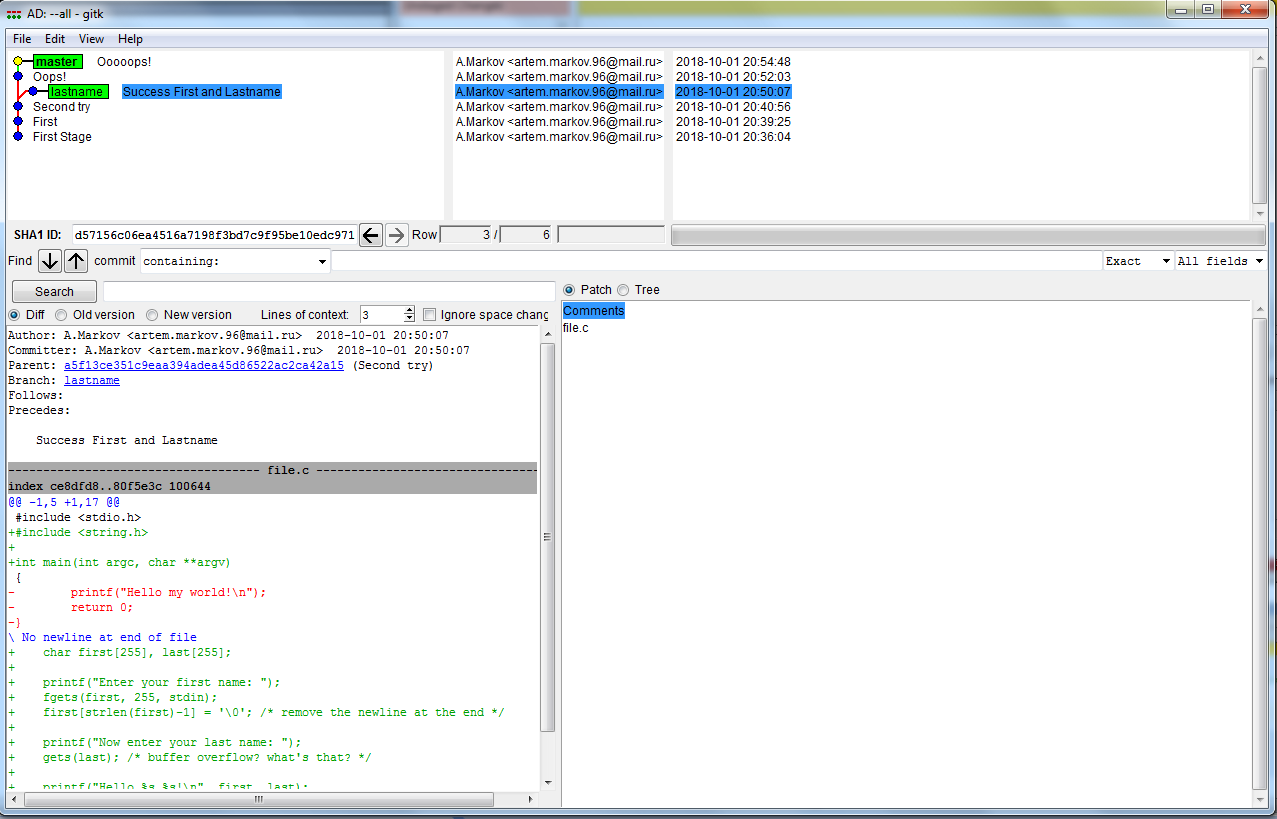 AD: --all - gitk
File Edit View Help
master Ooooops! A.Markov <artem.markov.96@mail.ru> 2018-10-01 20:54:48
Oops! A.Markov <artem.markov.96@mail.ru> 2018-10-01 20:52:03
lastname Success First and Lastname A.Markov <artem.markov.96@mail.ru> 2018-10-01 20:50:07
Second try A.Markov <artem.markov.96@mail.ru> 2018-10-01 20:40:56
First A.Markov <artem.markov.96@mail.ru> 2018-10-01 20:39:25
First Stage A.Markov <artem.markov.96@mail.ru> 2018-10-01 20:36:04
SHA1 ID: d57156c06ea4516a7198f3bd7c9f95be10edc971 Row 3 / 6
Find commit containing: Exact All fields
Search
Patch Tree
Diff Old version New version Lines of context: 3 Ignore space chang
Comments
file.c
Author: A.Markov <artem.markov.96@mail.ru>  2018-10-01 20:50:07
Committer: A.Markov <artem.markov.96@mail.ru>  2018-10-01 20:50:07
Parent: a5f13ce351c9eaa394adea45d86522ac2ca42a15 (Second try)
Branch: lastname
Follows:
Precedes:
    Success First and Lastname
------------------------------------ file.c --------------------------------
index ce8dfd8..80f5e3c 100644
@@ -1,5 +1,17 @@
 #include <stdio.h>
+#include <string.h>
+
+int main(int argc, char **argv)
 {
-        printf("Hello my world!\n");
-        return 0;
-}
\ No newline at end of file
+    char first[255], last[255];
+
+    printf("Enter your first name: ");
+    fgets(first, 255, stdin);
+    first[strlen(first)-1] = '\0'; /* remove the newline at the end */
+
+    printf("Now enter your last name: ");
+    gets(last); /* buffer overflow? what's that? */
+
+    printf("Hello %s %s!\n", first, last);